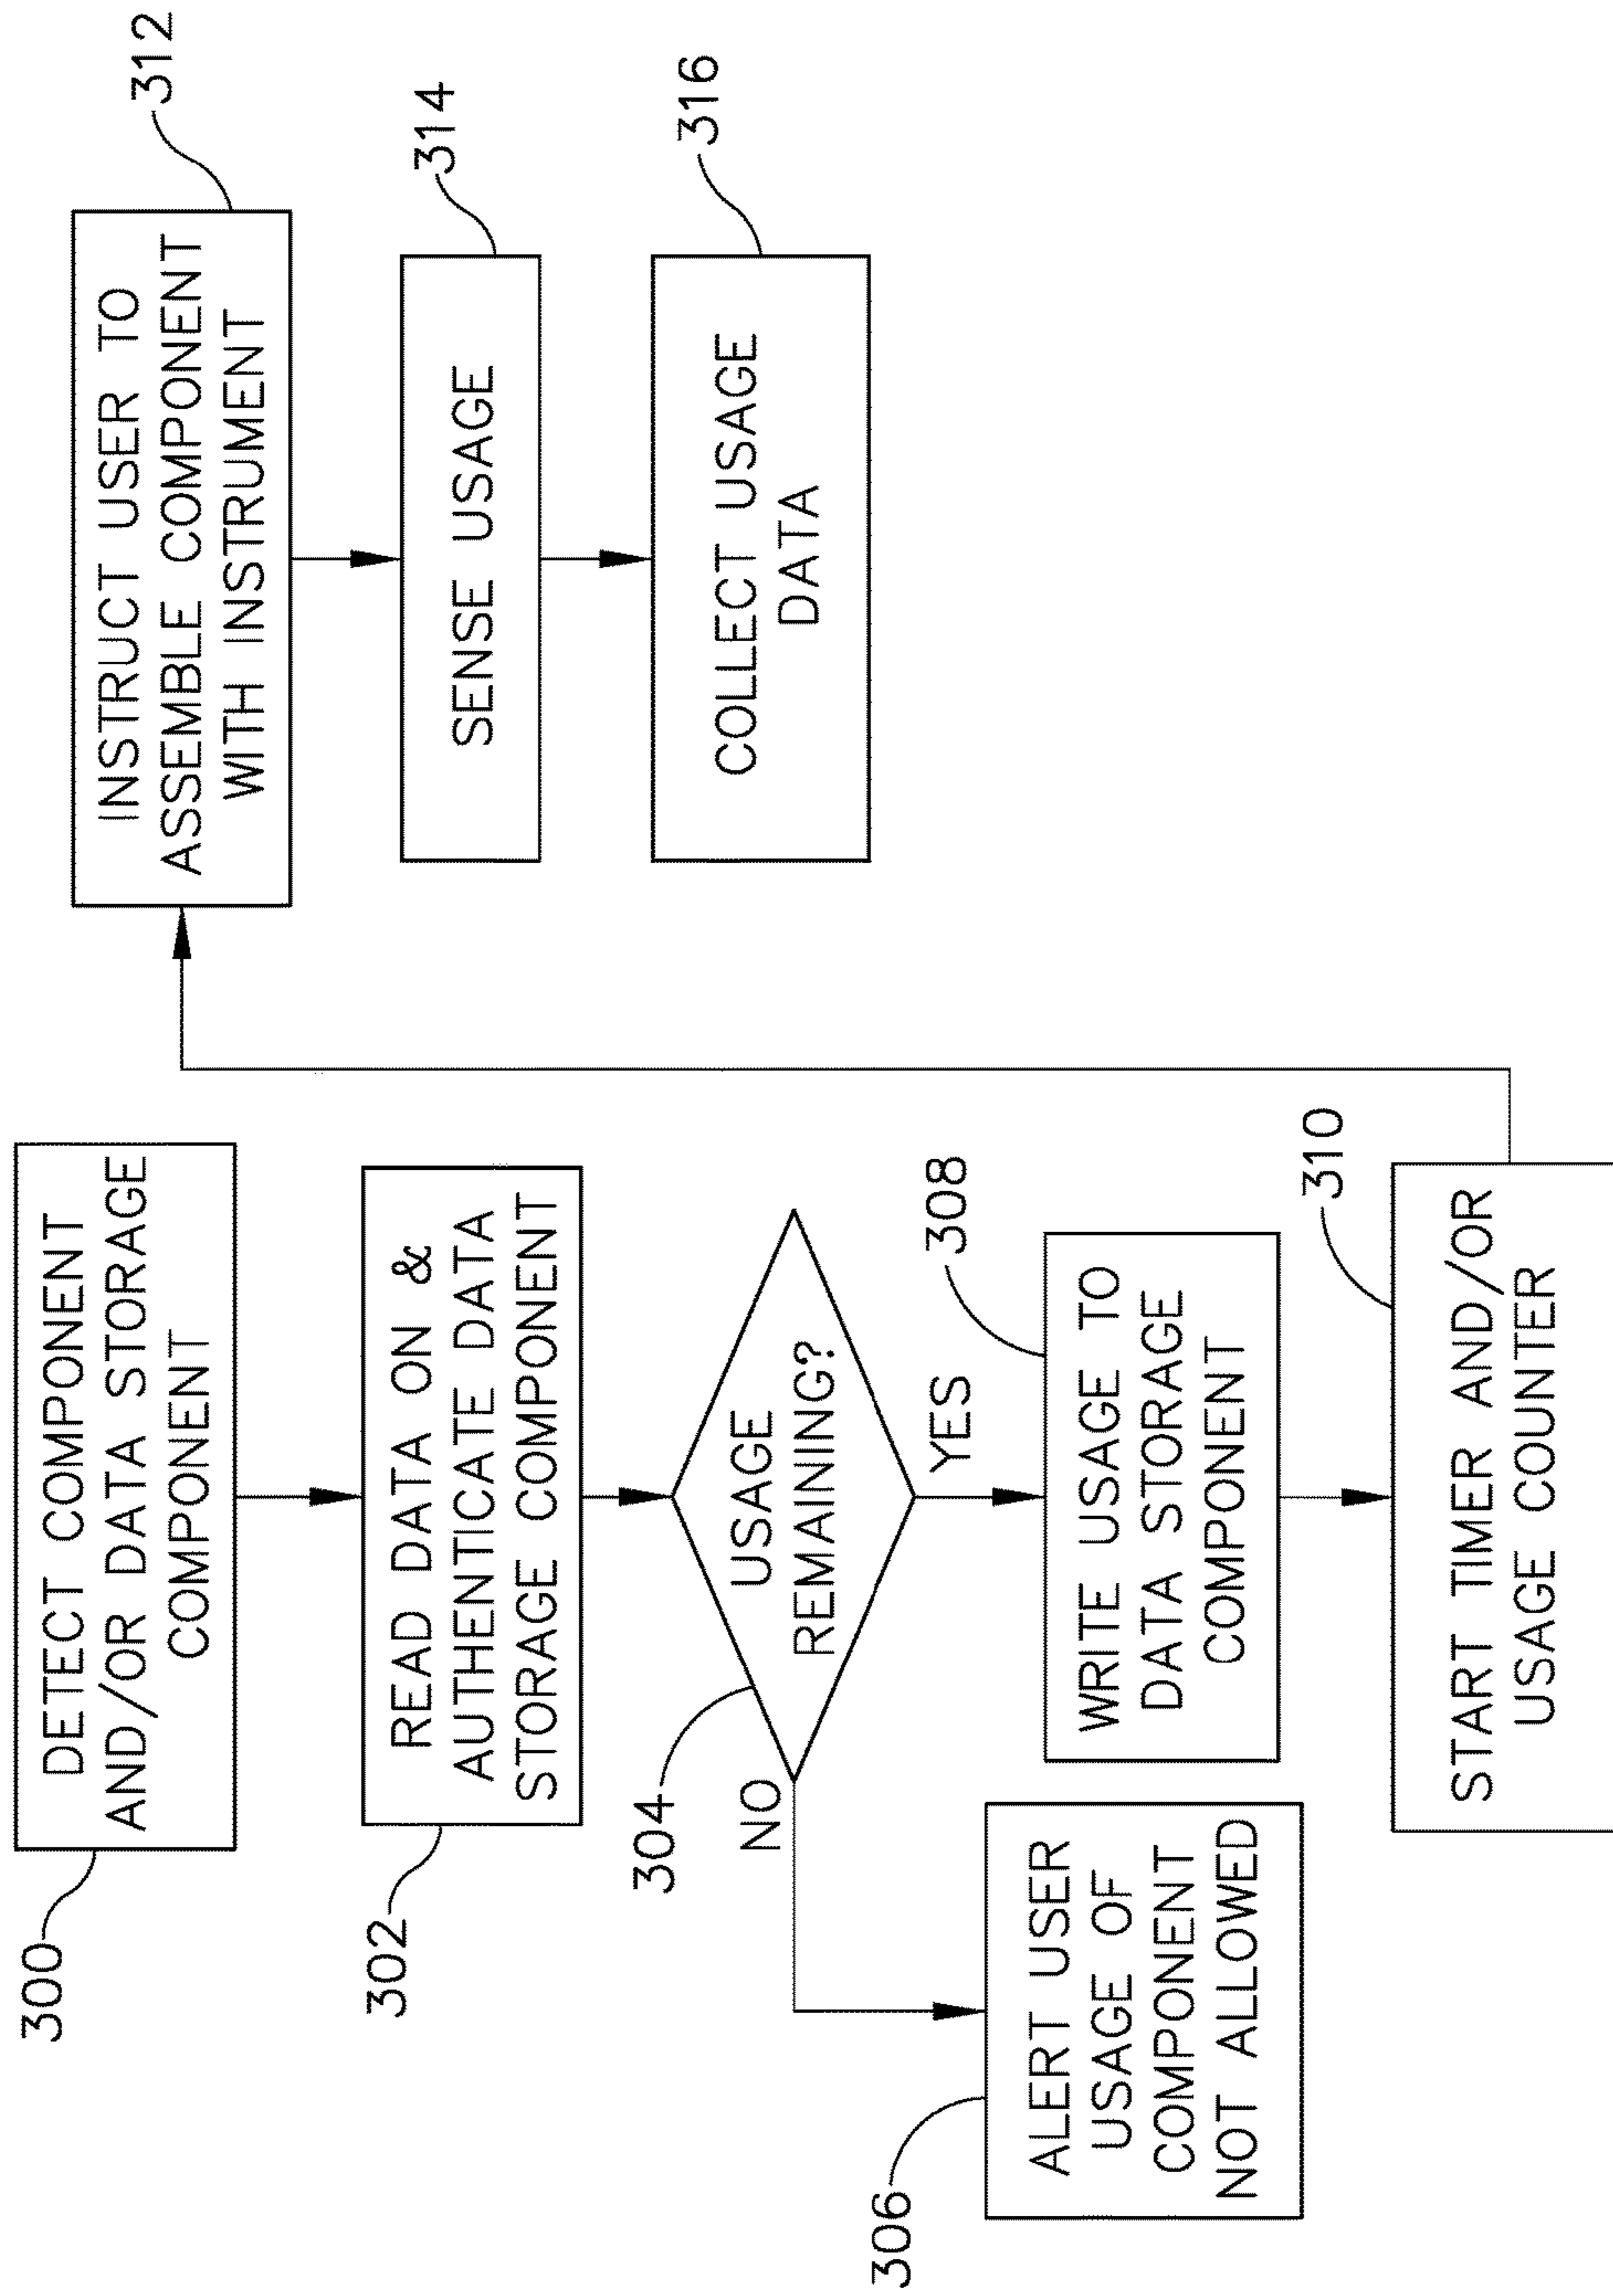 300
DETECT COMPONENT
AND/OR DATA STORAGE
COMPONENT
302
READ DATA ON &
AUTHENTICATE DATA
STORAGE COMPONENT
304
USAGE
REMAINING?
NO
YES
306
ALERT USER
USAGE OF
COMPONENT
NOT ALLOWED
308
WRITE USAGE TO
DATA STORAGE
COMPONENT
310
START TIMER AND/OR
USAGE COUNTER
312
INSTRUCT USER TO
ASSEMBLE COMPONENT
WITH INSTRUMENT
314
SENSE USAGE
316
COLLECT USAGE
DATA